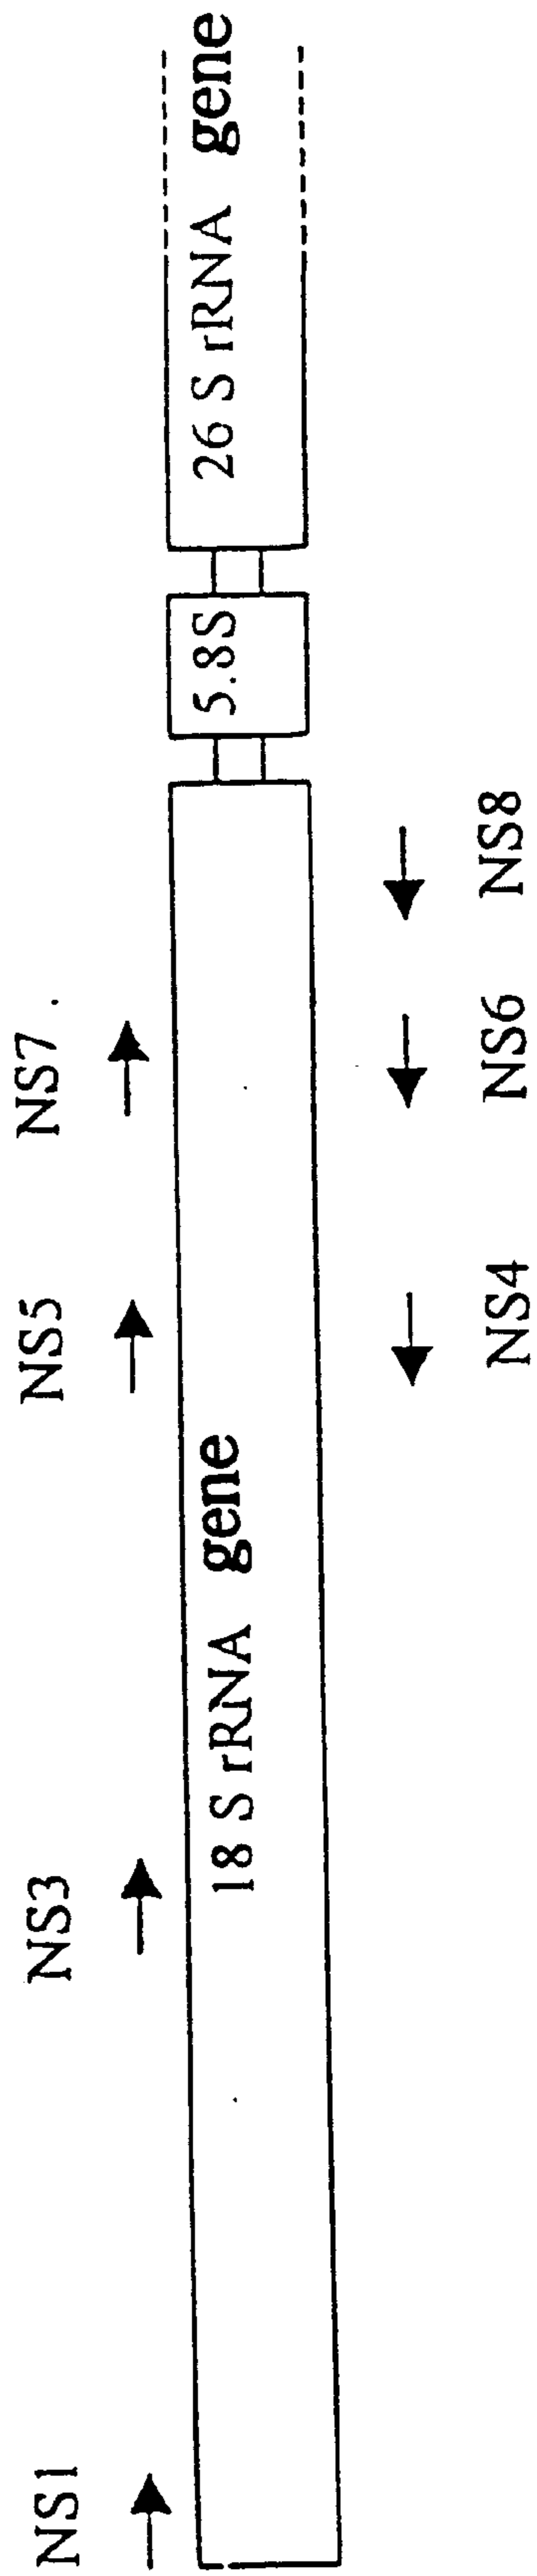 NS1
NS3
NS5
NS7.
18 S rRNA gene
5.8S
26 S rRNA gene
NS4
NS6
NS8